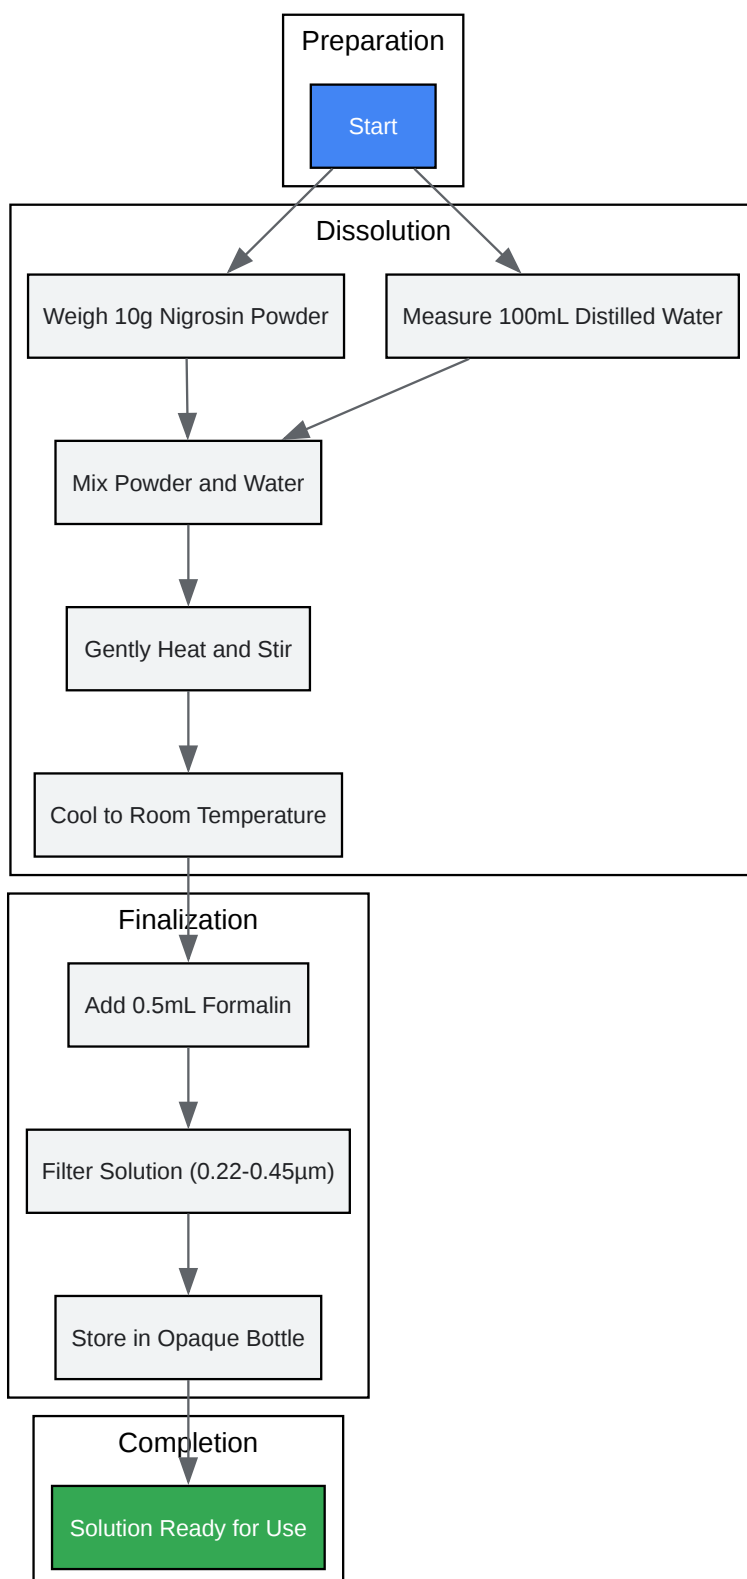 Preparation
Start
Dissolution
Weigh 10g Nigrosin Powder
Measure 100mL Distilled Water
Mix Powder and Water
Gently Heat and Stir
Cool to Room Temperature
Finalization
Add 0.5mL Formalin
Filter Solution (0.22-0.45µm)
Store in Opaque Bottle
Completion
Solution Ready for Use